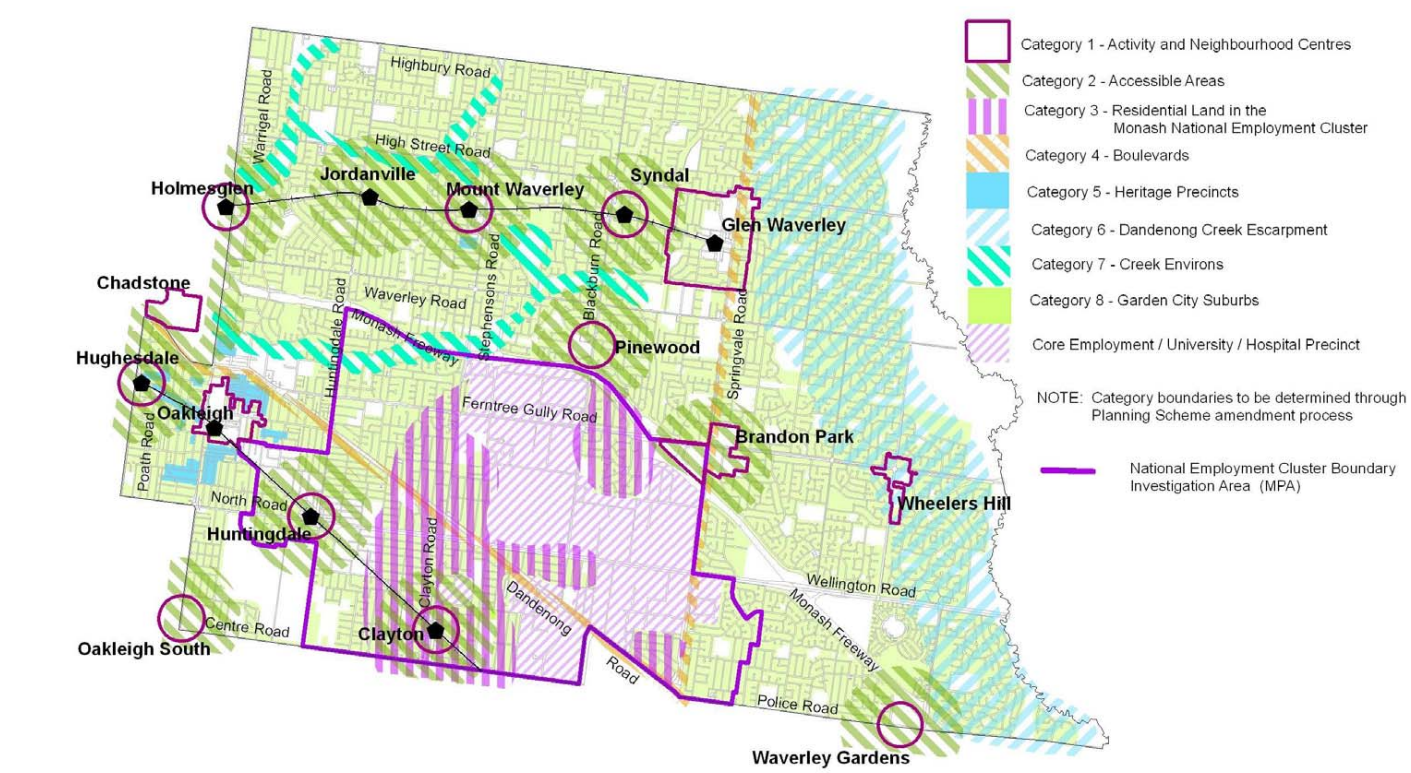 Highbury Road
Warrigal Road
High Street Road
Jordanville
Holmesglen
Mount Waverley
Syndal
Glen Waverley
Stephensons Road
Blackburn Road
Chadstone
Huntingdale Road
Waverley Road
Monash Freeway
Springvale Road
Pinewood
Hughesdale
Oakleigh
Poath Road
Ferntree Gully Road
Brandon Park
Wheelers Hill
North Road
Huntingdale
Clayton Road
Wellington Road
Dandenong
Road
Monash Freeway
Centre Road
Clayton
Oakleigh South
Police Road
Waverley Gardens
Category 1 - Activity and Neighbourhood Centres
Category 2 - Accessible Areas
Category 3 - Residential Land in the
Monash National Employment Cluster
Category 4 - Boulevards
Category 5 - Heritage Precincts
Category 6 - Dandenong Creek Escarpment
Category 7 - Creek Environs
Category 8 - Garden City Suburbs
Core Employment / University / Hospital Precinct
NOTE: Category boundaries to be determined through
Planning Scheme amendment process
National Employment Cluster Boundary
Investigation Area (MPA)